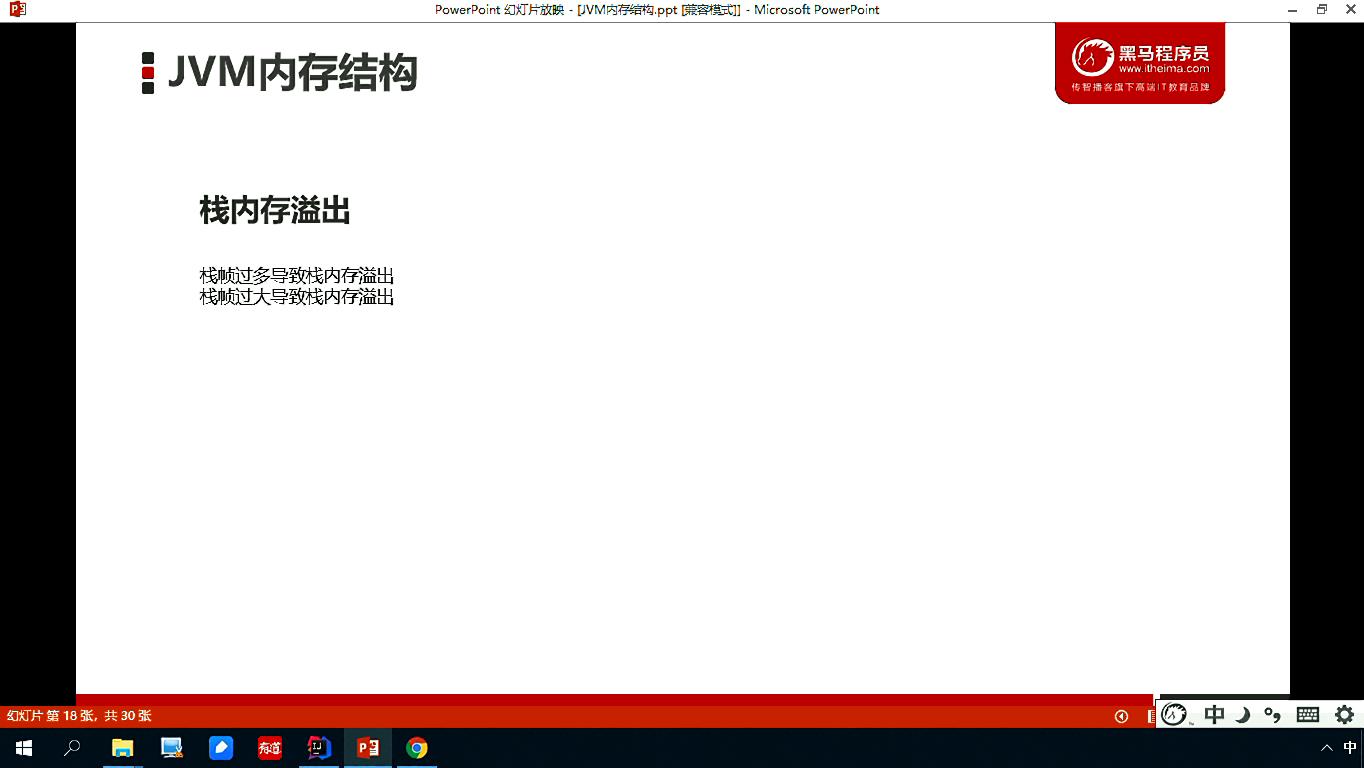 PowerPoint 幻灯片放映 - [JVM内存结构.ppt [兼容模式]] - Microsoft PowerPoint
JVM内存结构
黑马程序员
www.itheima.com
传智播客旗下高端IT教育品牌
栈内存溢出
栈帧过多导致栈内存溢出
栈帧过大导致栈内存溢出
幻灯片 第 18 张，共 30 张
中
有道
IJ
P
中